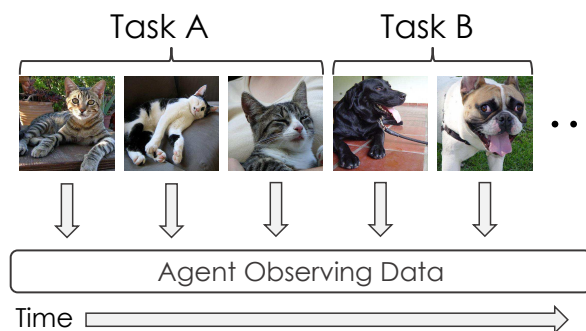 Task A Task B
. .
Agent Observing Data
Time